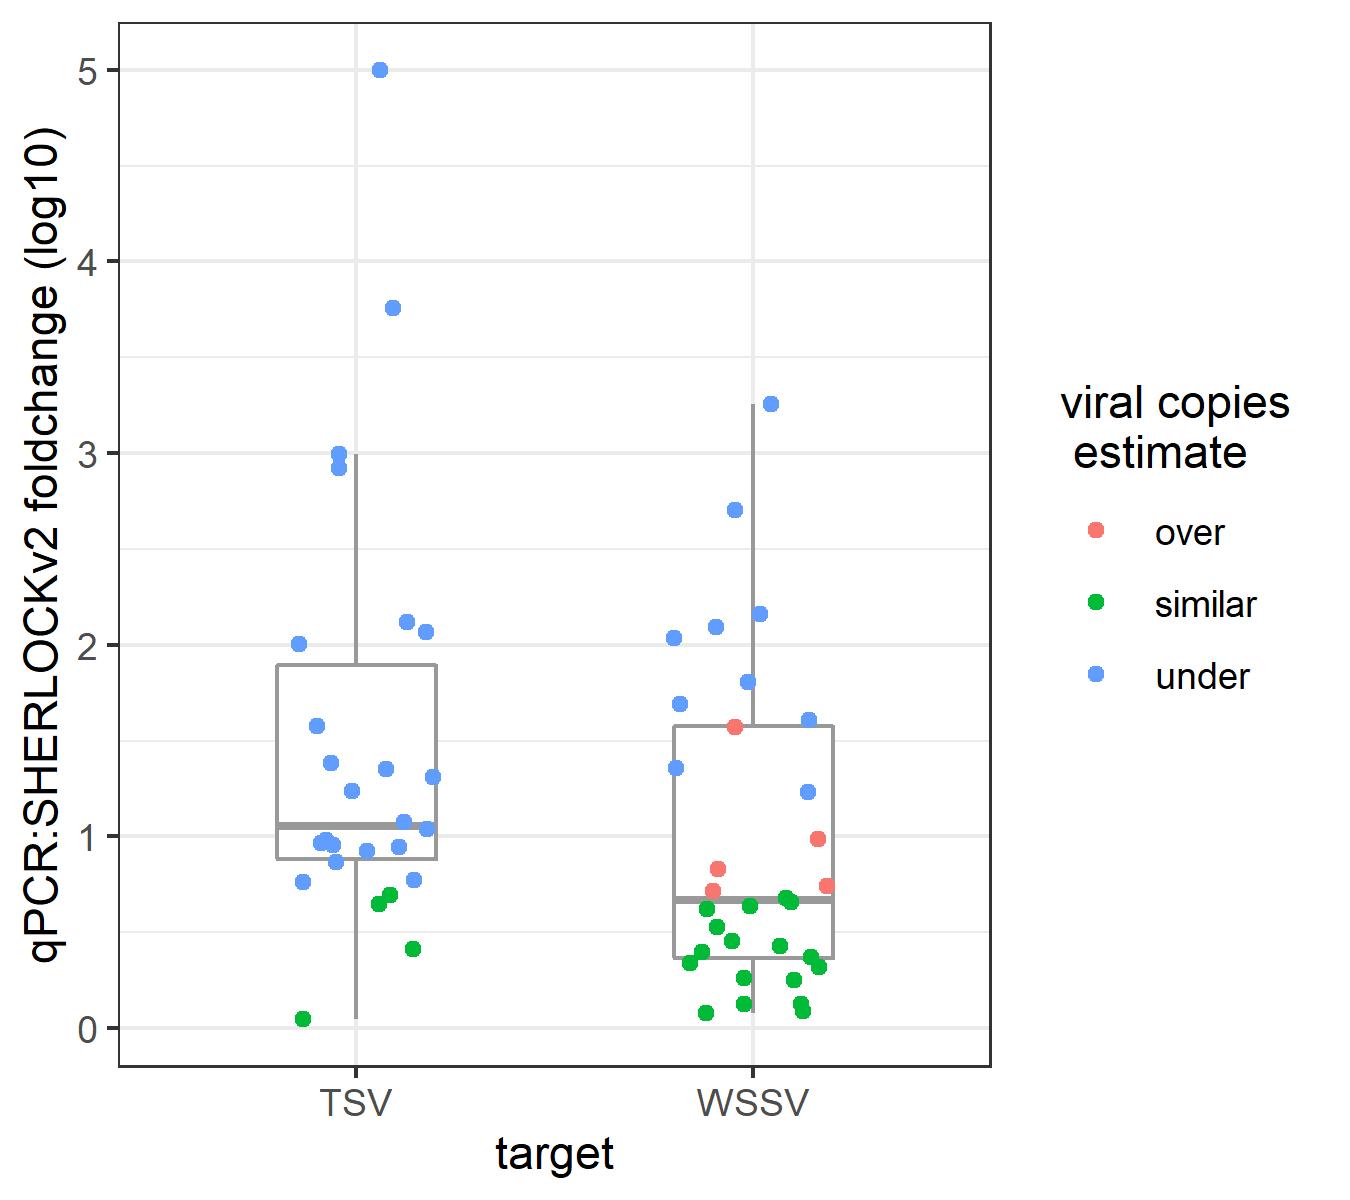 qPCR:SHERLOCKv2 foldchange (log10)
5
4
3
2
1
0
TSV
WSSV
target
viral copies
estimate
over
similar
under